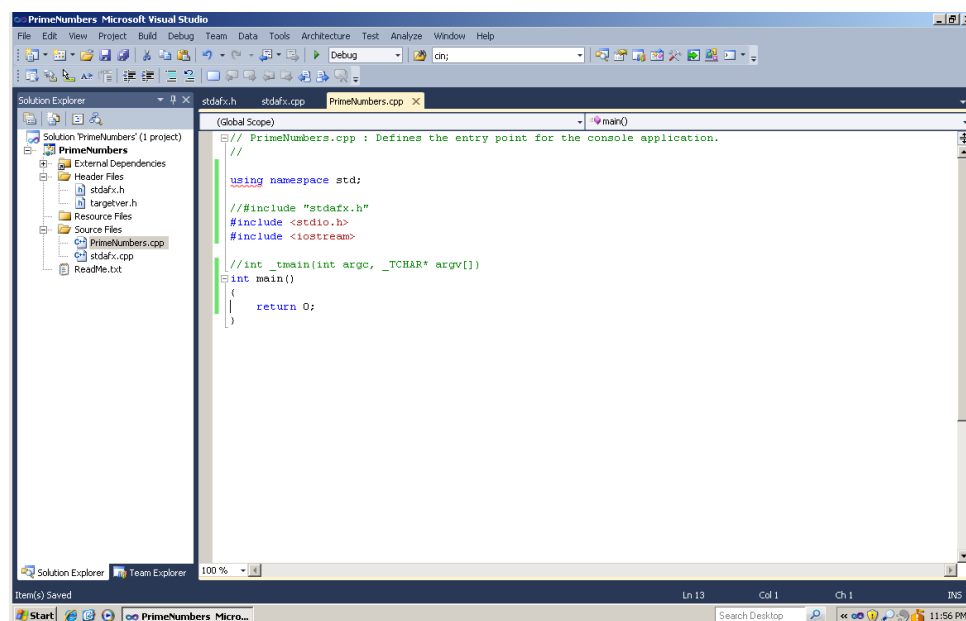 PrimeNumbers Microsoft Visual Studio
File Edit View Project Build Debug Team Data Tools Architecture Test Analyze Window Help
Debug cin;
Solution Explorer
stdafx.h stdafx.cpp PrimeNumbers.cpp
(Global Scope) main()
Solution 'PrimeNumbers' (1 project)
PrimeNumbers
External Dependencies
Header Files
stdafx.h
targetver.h
Resource Files
Source Files
PrimeNumbers.cpp
stdafx.cpp
ReadMe.txt
// PrimeNumbers.cpp : Defines the entry point for the console application.
//
using namespace std;
//#include "stdafx.h"
#include <stdio.h>
#include <iostream>
//int _tmain(int argc, _TCHAR* argv[])
int main()
{
return 0;
}
Solution Explorer Team Explorer
100 %
Item(s) Saved Ln 13 Col 1 Ch 1 INS
Start PrimeNumbers Micro... Search Desktop 11:56 PM